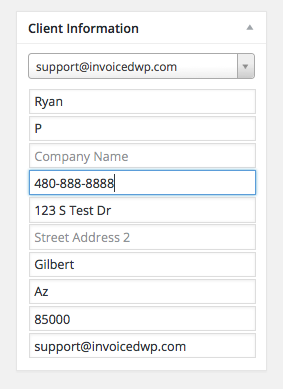 Client Information
support@invoicedwp.com
Ryan
P
Company Name
480-888-8888
123 S Test Dr
Street Address 2
Gilbert
Az
85000
support@invoicedwp.com